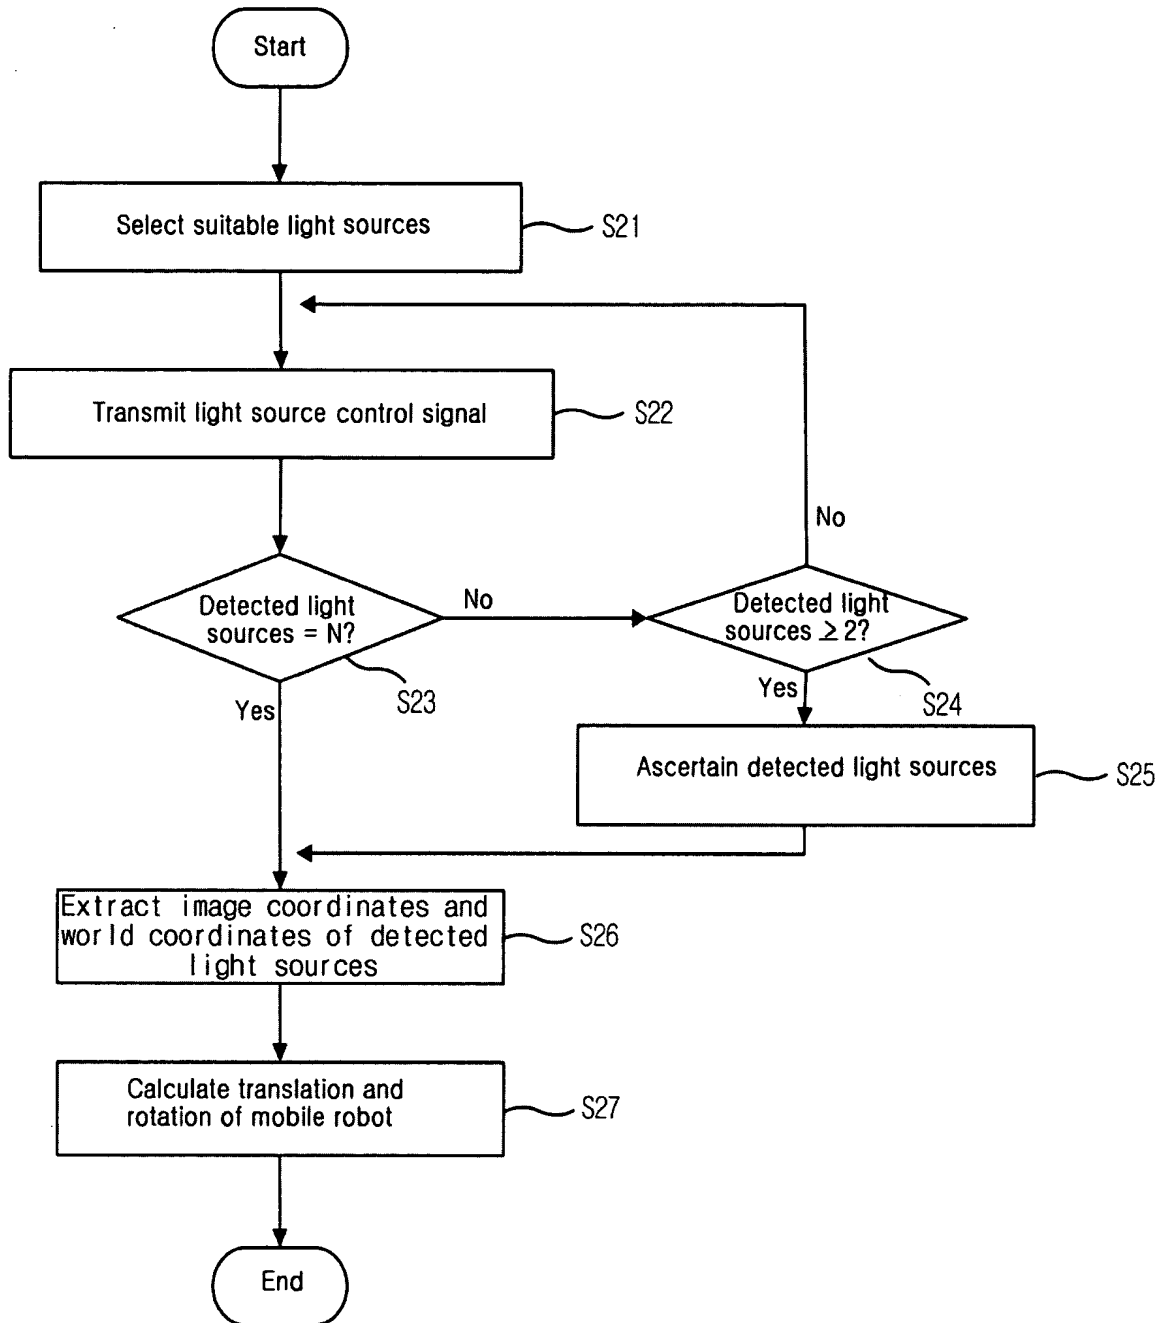 Start
Select suitable light sources
S21
Transmit light source control signal
S22
No
Detected light
sources = N?
No
Detected light
sources ≥ 2?
S23
Yes
Yes
S24
Ascertain detected light sources
S25
Extract image coordinates and
world coordinates of detected
light sources
S26
Calculate translation and
rotation of mobile robot
S27
End